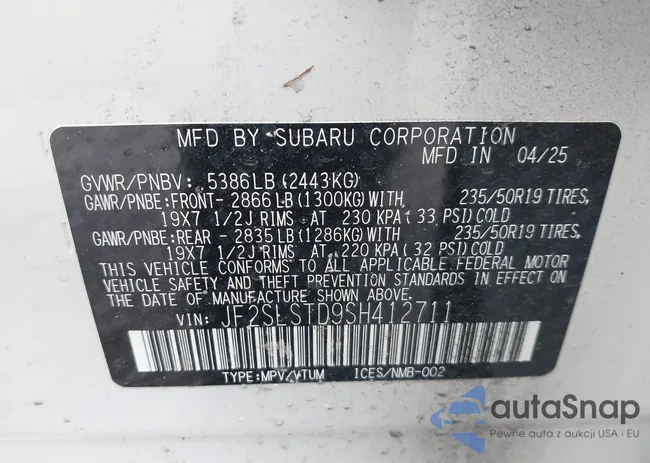 MFD BY SUBARU CORPORATION
MFD IN 04/25
GVWR/PNBV: 5386LB (2443KG)
GAWR/PNBE:FRONT- 2866 LB (1300KG)WITH, 235/50R19 TIRES,
19X7 1/2J RIMS, AT 230 KPA (33 PSI)COLD
GAWR/PNBE:REAR - 2835LB (1286KG)WITH, 235/50R19 TIRES,
19X7 1/2J RIMS, AT 220 KPA (32 PSI)COLD
THIS VEHICLE CONFORMS TO ALL APPLICABLE FEDERAL MOTOR
VEHICLE SAFETY AND THEFT PREVENTION STANDARDS IN EFFECT
ON THE DATE OF MANUFACTURE SHOWN ABOVE.
VIN: JF2SLSTD9SH412711
TYPE:MPV/VTUM ICES/NMB-002
autaSnap
Pewne auta z aukcji USA i EU